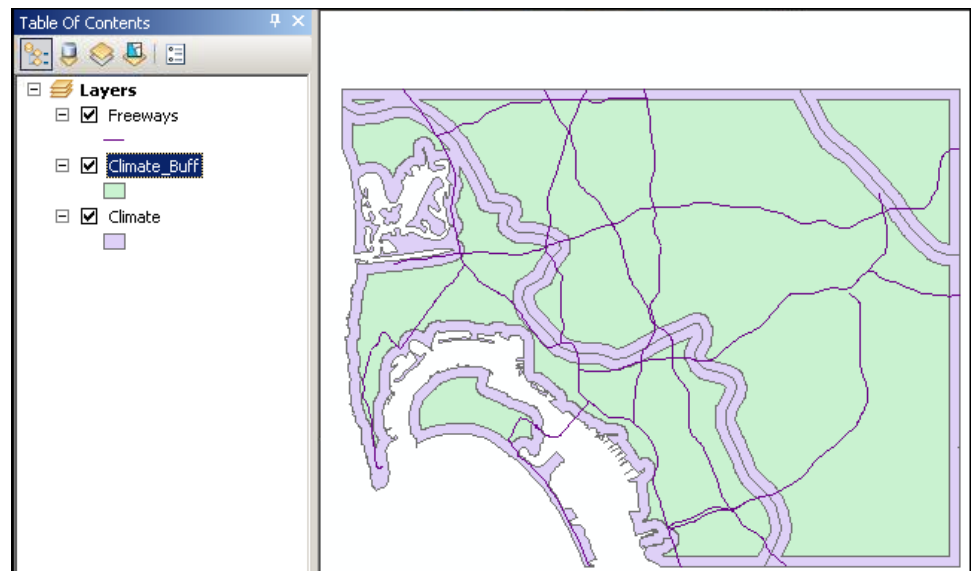 Table Of Contents
Layers
Freeways
Climate_Buff
Climate